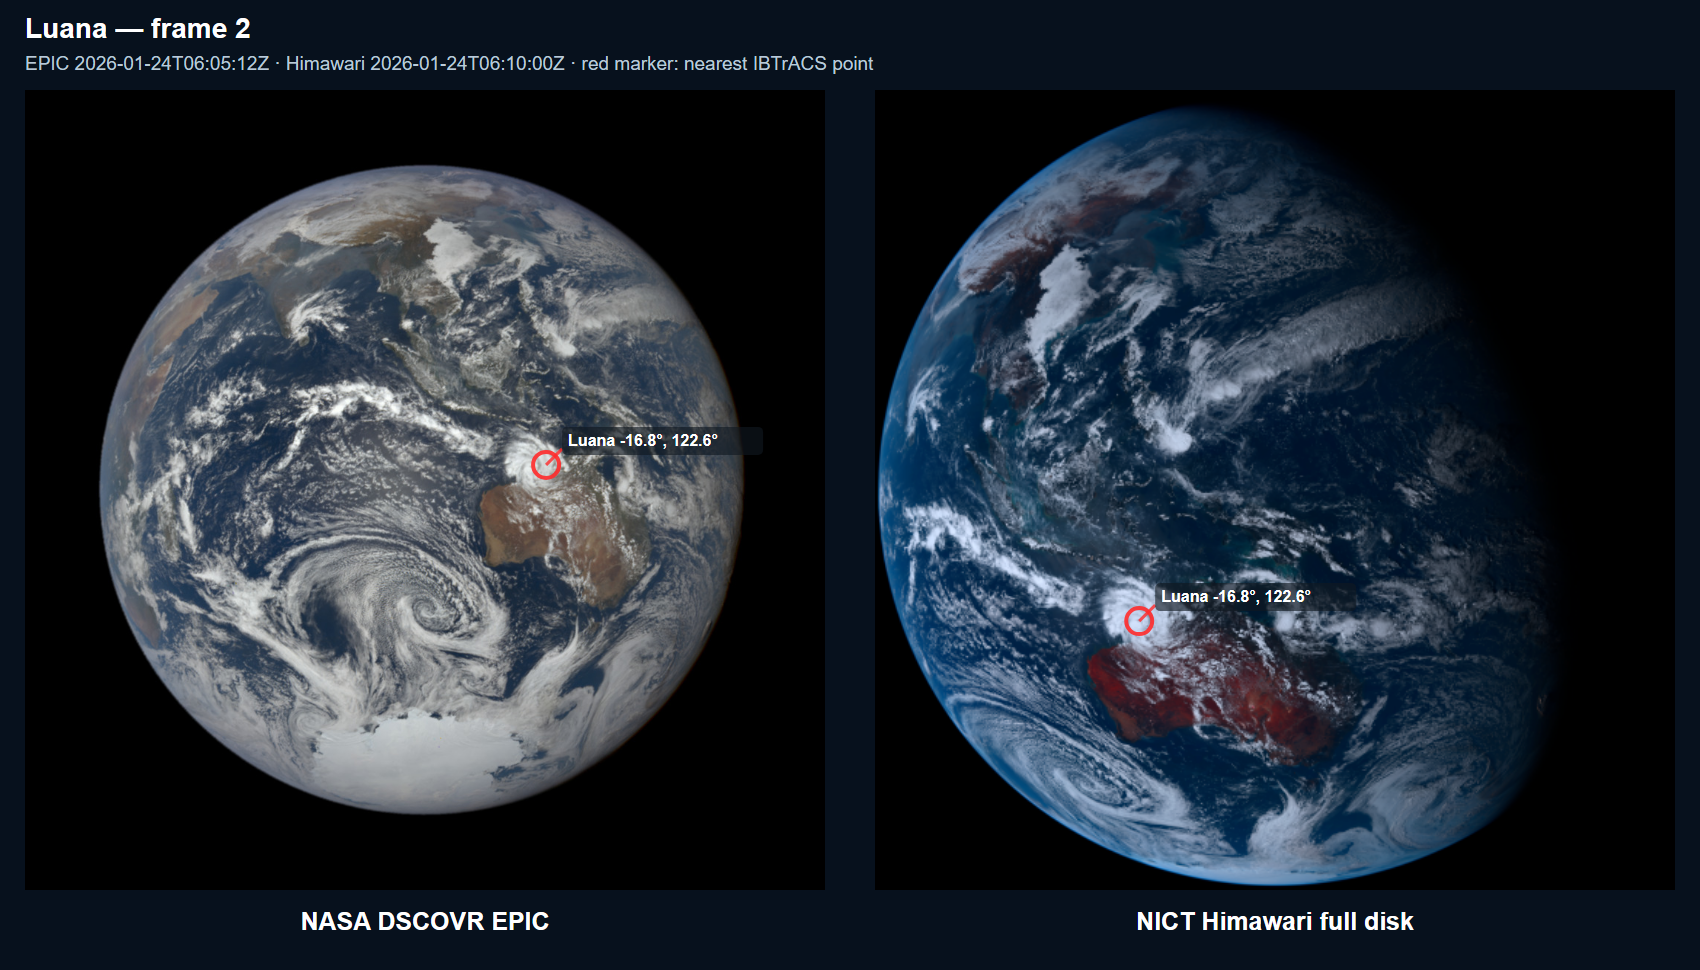 Luana — frame 2
EPIC 2026-01-24T06:05:12Z · Himawari 2026-01-24T06:10:00Z · red marker: nearest IBTrACS point
Luana -16.8°, 122.6°
Luana -16.8°, 122.6°
NASA DSCOVR EPIC
NICT Himawari full disk